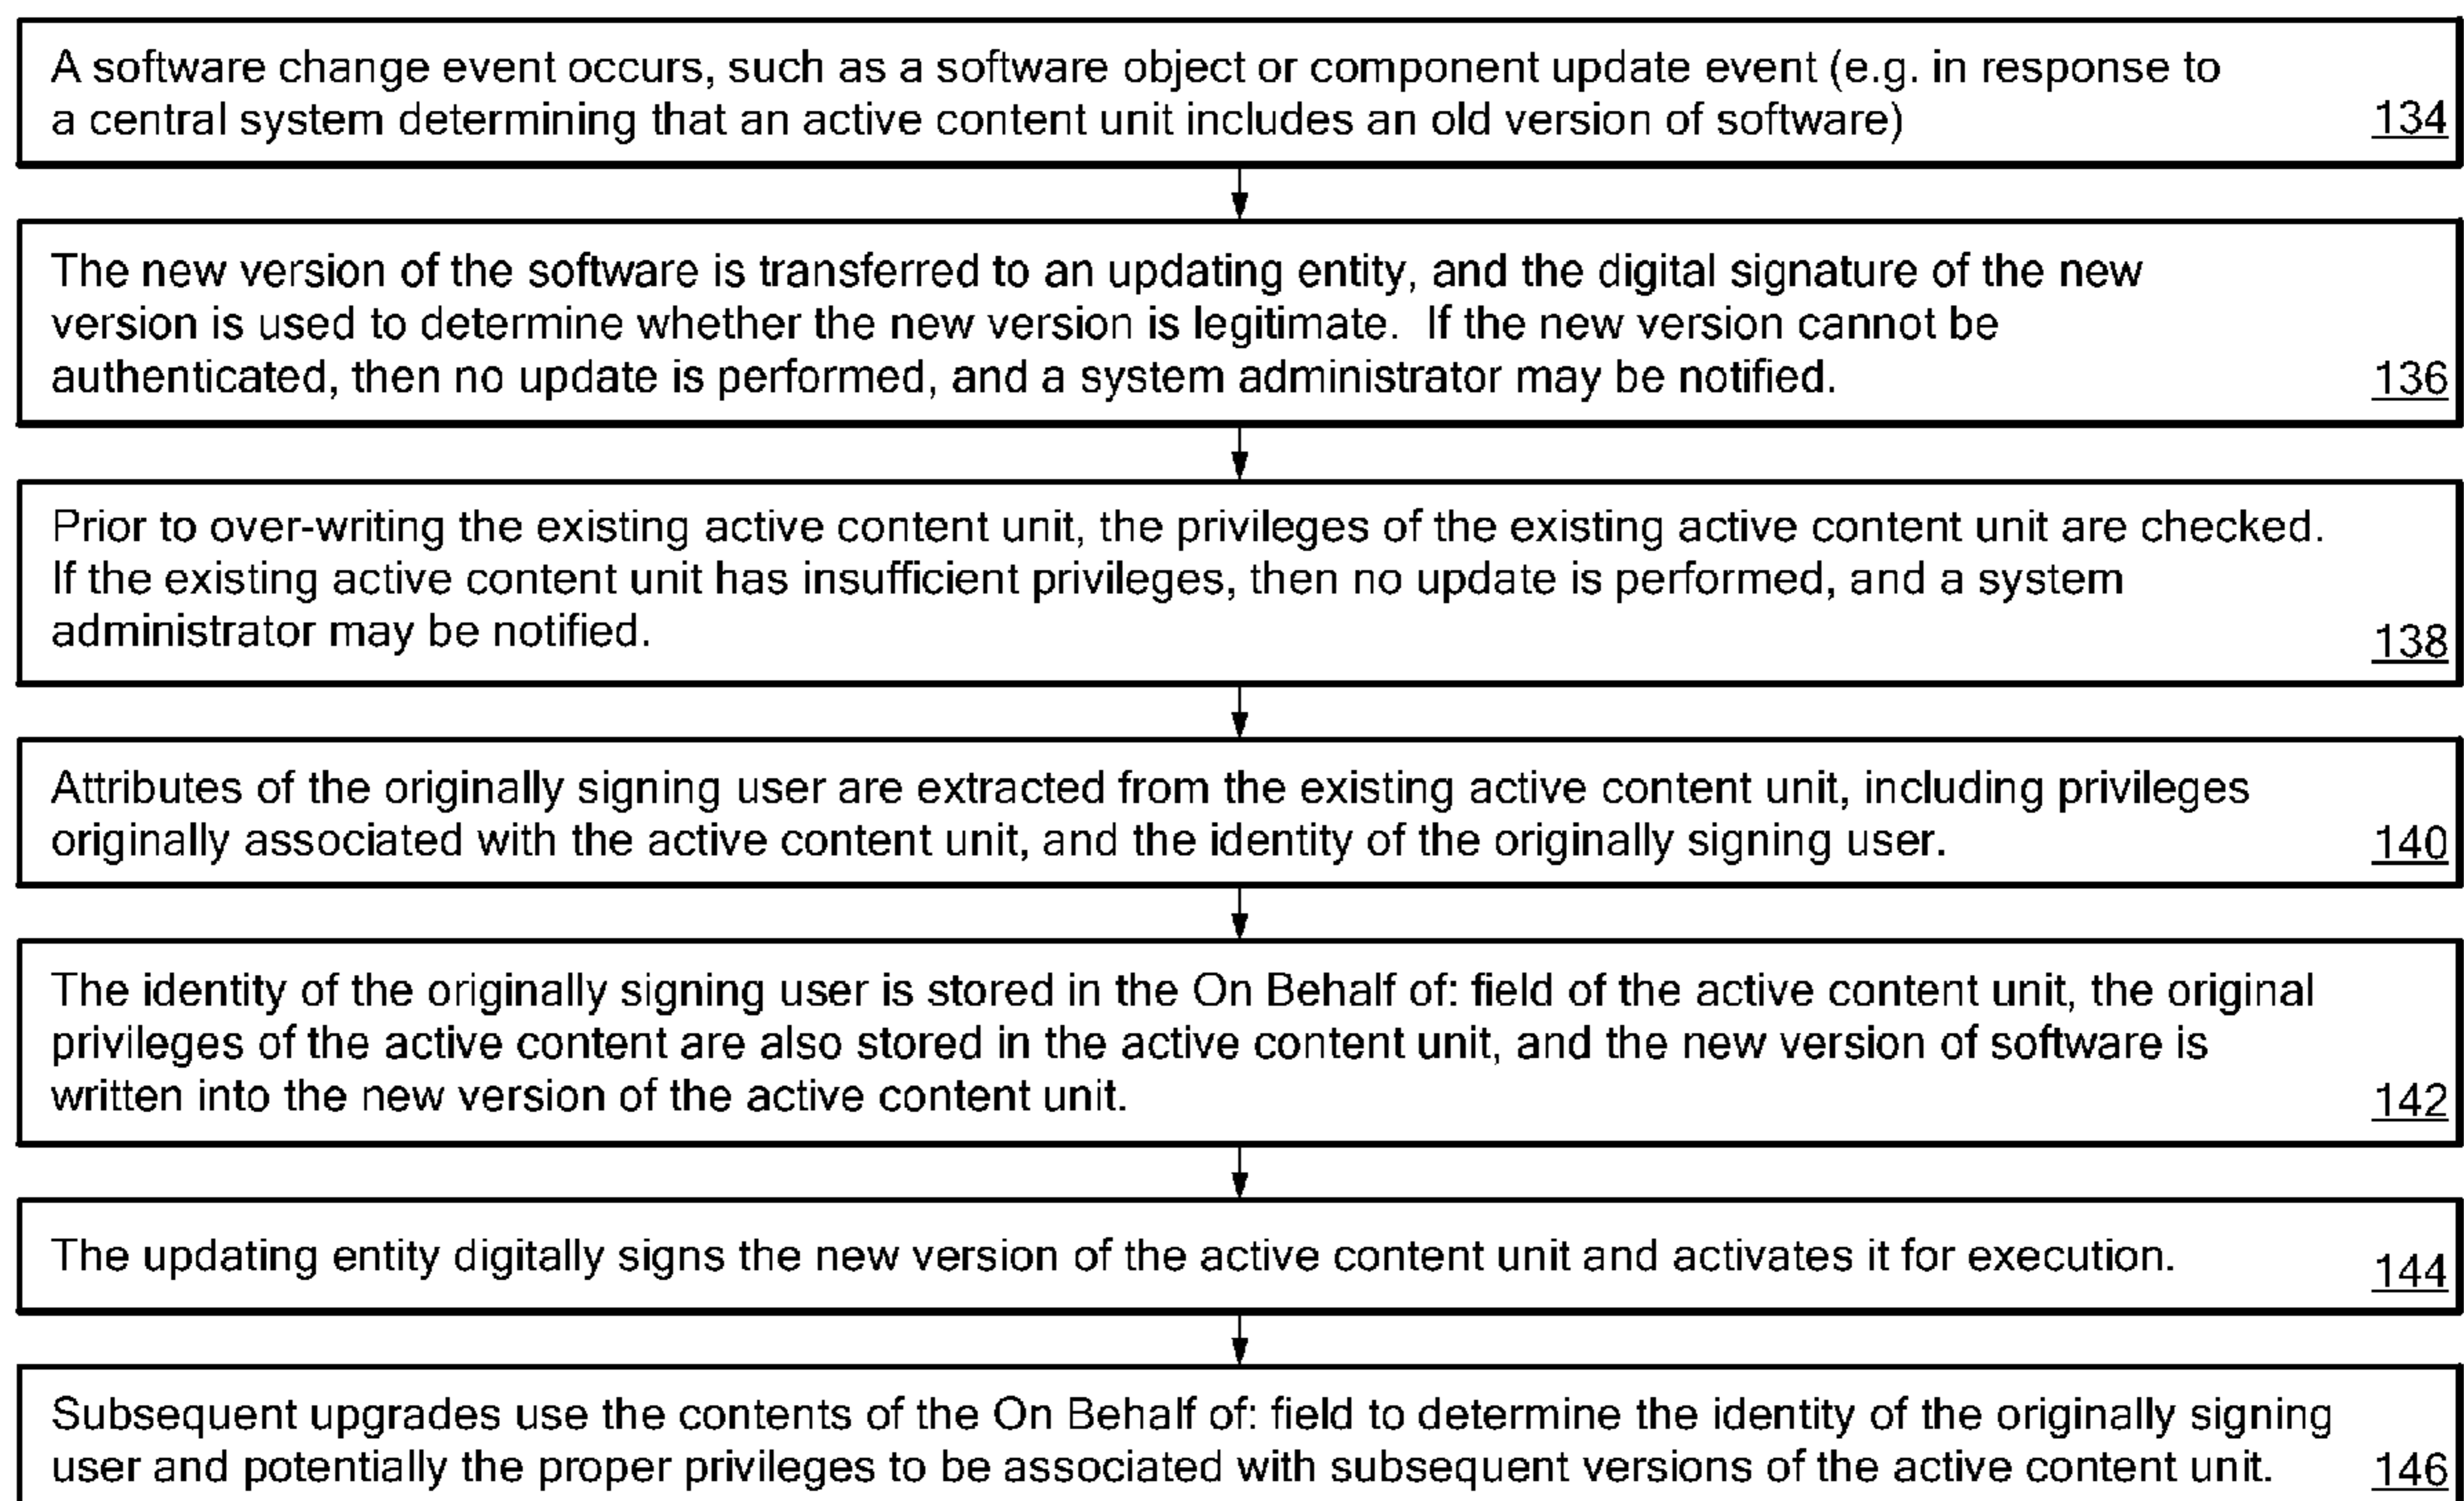 A software change event occurs, such as a software object or component update event (e.g. in response to
a central system determining that an active content unit includes an old version of software)
134
The new version of the software is transferred to an updating entity, and the digital signature of the new
version is used to determine whether the new version is legitimate.  If the new version cannot be
authenticated, then no update is performed, and a system administrator may be notified.
136
Prior to over-writing the existing active content unit, the privileges of the existing active content unit are checked.
If the existing active content unit has insufficient privileges, then no update is performed, and a system
administrator may be notified.
138
Attributes of the originally signing user are extracted from the existing active content unit, including privileges
originally associated with the active content unit, and the identity of the originally signing user.
140
The identity of the originally signing user is stored in the On Behalf of: field of the active content unit, the original
privileges of the active content are also stored in the active content unit, and the new version of software is
written into the new version of the active content unit.
142
The updating entity digitally signs the new version of the active content unit and activates it for execution.
144
Subsequent upgrades use the contents of the On Behalf of: field to determine the identity of the originally signing
user and potentially the proper privileges to be associated with subsequent versions of the active content unit.
146